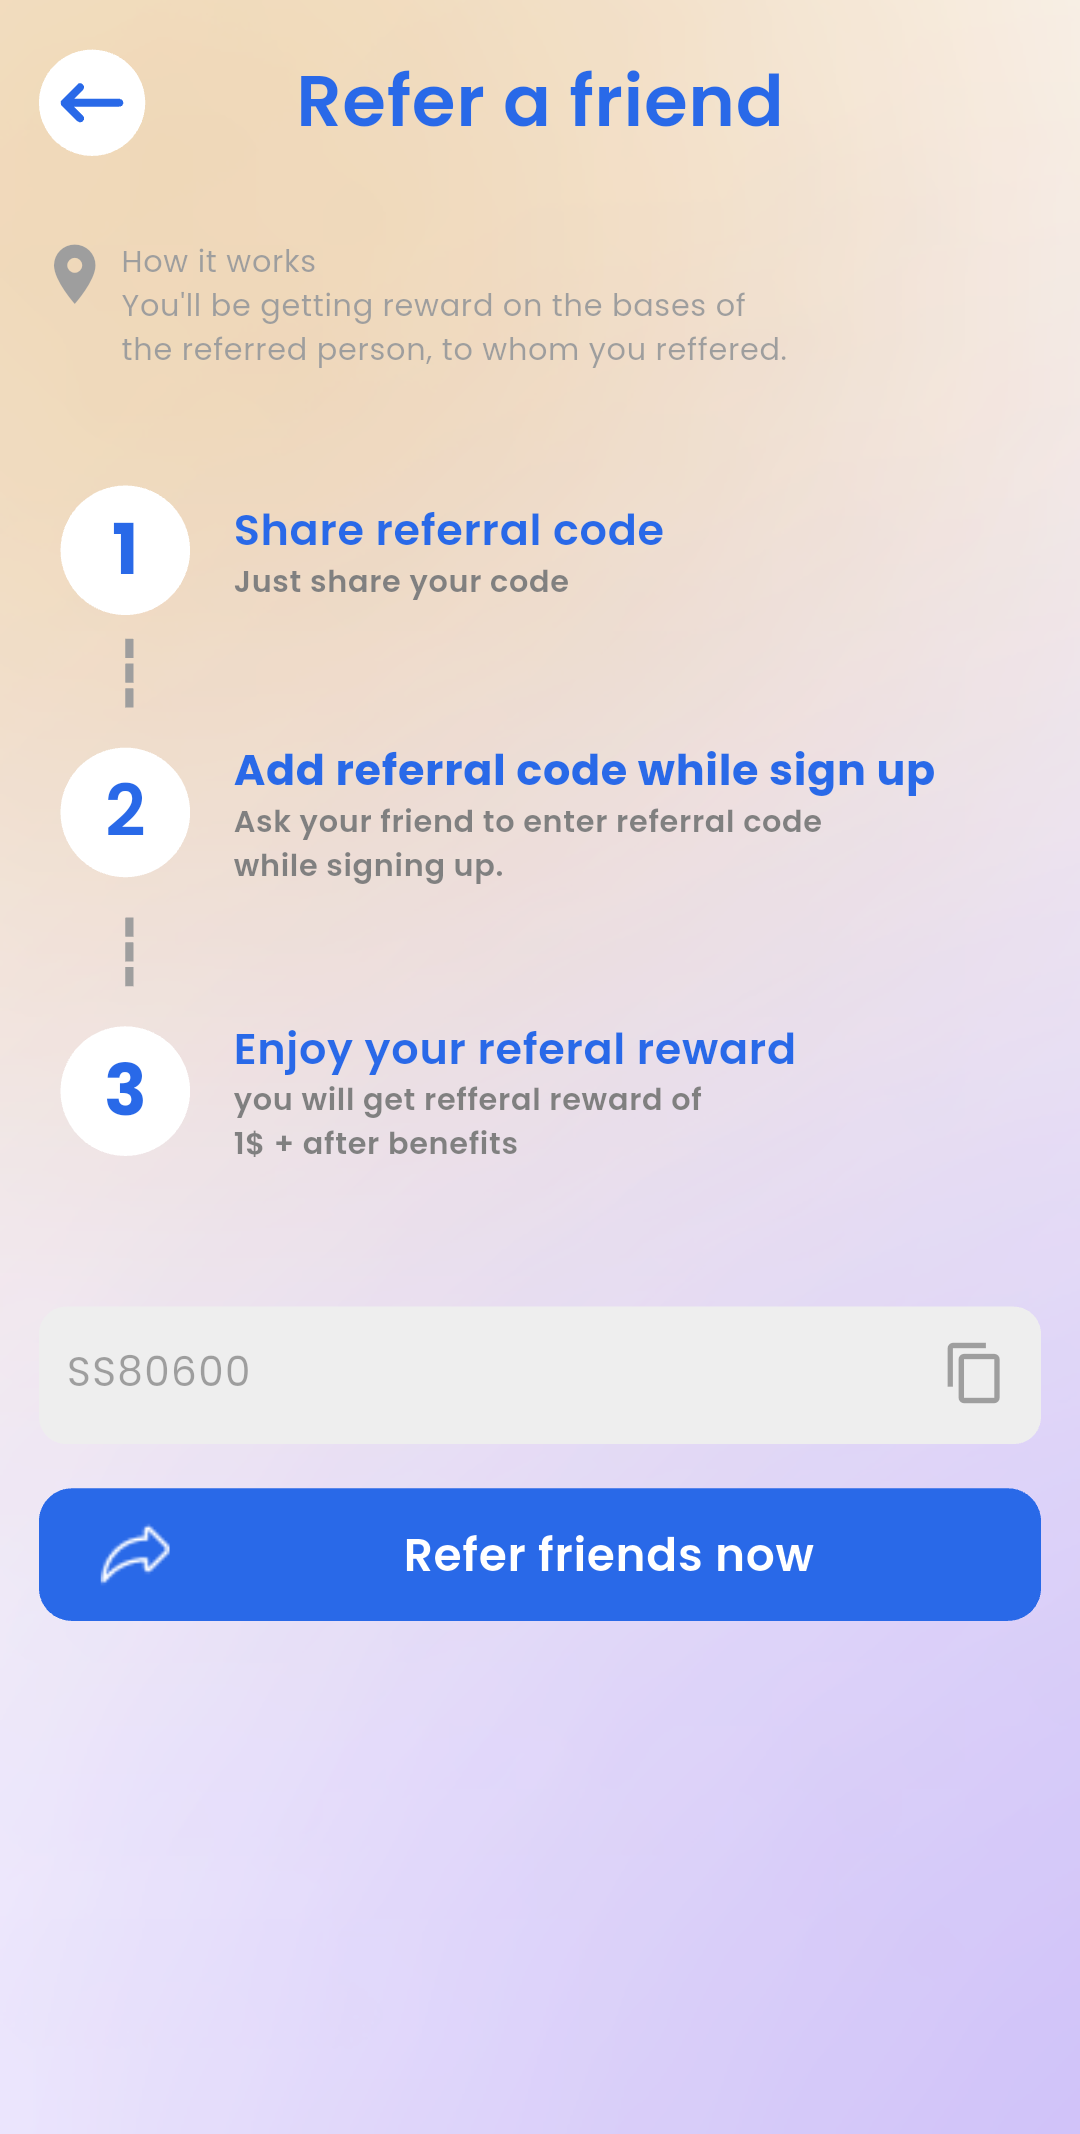 Refer a friend
How it works
You'll be getting reward on the bases of
the referred person, to whom you reffered.
1
Share referral code
Just share your code
2
Add referral code while sign up
Ask your friend to enter referral code
while signing up.
3
Enjoy your referal reward
you will get refferal reward of
1$ + after benefits
SS80600
Refer friends now